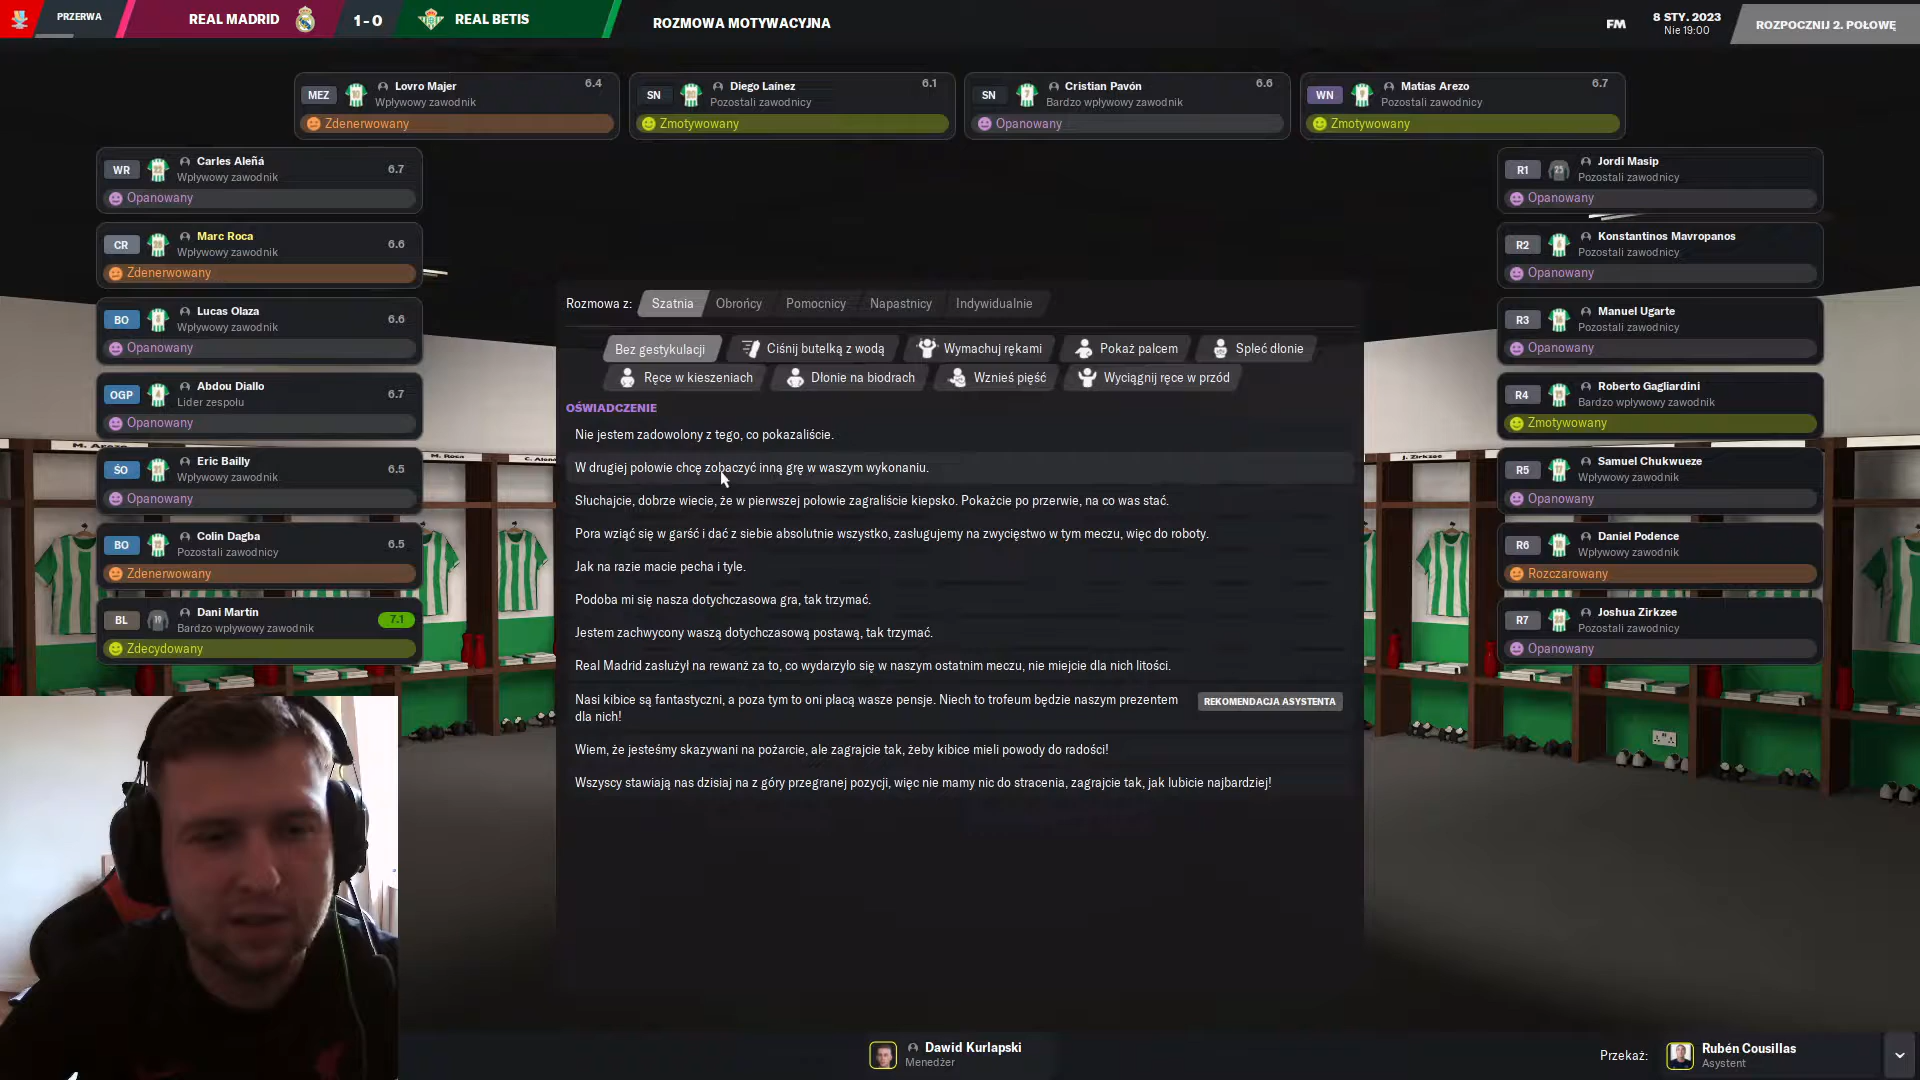 PRZERWA
REAL MADRID
1 - 0
REAL BETIS
ROZMOWA MOTYWACYJNA
FM
8 STY. 2023
Nie 19:00
ROZPOCZNIJ 2. POŁOWĘ
MEZ
Lovro Majer
6.4
Wpływowy zawodnik
Zdenerwowany
SN
Diego Laínez
6.1
Pozostali zawodnicy
Zmotywowany
SN
Cristian Pavón
6.6
Bardzo wpływowy zawodnik
Opanowany
WN
Matías Arezo
6.7
Pozostali zawodnicy
Zmotywowany
WR
Carles Aleñá
6.7
Wpływowy zawodnik
Opanowany
CR
Marc Roca
6.6
Wpływowy zawodnik
Zdenerwowany
BO
Lucas Olaza
6.6
Wpływowy zawodnik
Opanowany
OGP
Abdou Diallo
6.7
Lider zespołu
Opanowany
ŚO
Eric Bailly
6.5
Wpływowy zawodnik
Opanowany
BO
Colin Dagba
6.5
Pozostali zawodnicy
Zdenerwowany
BL
Dani Martín
7.1
Bardzo wpływowy zawodnik
Zdecydowany
Rozmowa z:
Szatnia
Obrońcy
Pomocnicy
Napastnicy
Indywidualnie
Bez gestykulacji
Ciśnij butelką z wodą
Wymachuj rękami
Pokaż palcem
Spleć dłonie
Ręce w kieszeniach
Dłonie na biodrach
Wznieś pięść
Wyciągnij ręce w przód
OŚWIADCZENIE
Nie jestem zadowolony z tego, co pokazaliście.
W drugiej połowie chcę zobaczyć inną grę w waszym wykonaniu.
Słuchajcie, dobrze wiecie, że w pierwszej połowie zagraliście kiepsko. Pokażcie po przerwie, na co was stać.
Pora wziąć się w garść i dać z siebie absolutnie wszystko, zasługujemy na zwycięstwo w tym meczu, więc do roboty.
Jak na razie macie pecha i tyle.
Podoba mi się nasza dotychczasowa gra, tak trzymać.
Jestem zachwycony waszą dotychczasową postawą, tak trzymać.
Real Madrid zasłużył na rewanż za to, co wydarzyło się w naszym ostatnim meczu, nie miejcie dla nich litości.
Nasi kibice są fantastyczni, a poza tym to oni płacą wasze pensje. Niech to trofeum będzie naszym prezentem
dla nich!
REKOMENDACJA ASYSTENTA
Wiem, że jesteśmy skazywani na pożarcie, ale zagrajcie tak, żeby kibice mieli powody do radości!
Wszyscy stawiają nas dzisiaj na z góry przegranej pozycji, więc nie mamy nic do stracenia, zagrajcie tak, jak lubicie najbardziej!
R1
Jordi Masip
Pozostali zawodnicy
Opanowany
R2
Konstantinos Mavropanos
Pozostali zawodnicy
Opanowany
R3
Manuel Ugarte
Pozostali zawodnicy
Opanowany
R4
Roberto Gagliardini
Bardzo wpływowy zawodnik
Zmotywowany
R5
Samuel Chukwueze
Wpływowy zawodnik
Opanowany
R6
Daniel Podence
Wpływowy zawodnik
Rozczarowany
R7
Joshua Zirkzee
Pozostali zawodnicy
Opanowany
M. Arezo
M. Roca
J. Zirkzee
Dawid Kurlapski
Menedżer
Przekaż:
Rubén Cousillas
Asystent